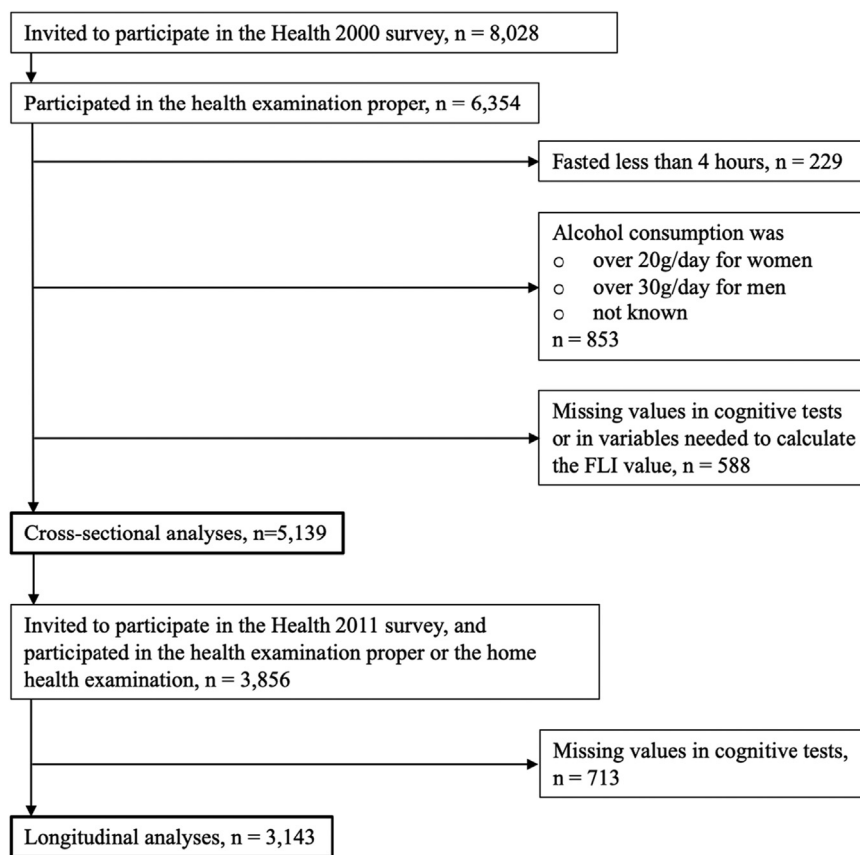 Invited to participate in the Health 2000 survey, n = 8,028
Participated in the health examination proper, n = 6,354
Fasted less than 4 hours, n = 229
Alcohol consumption was
o over 20g/day for women
o over 30g/day for men
o not known
n = 853
Missing values in cognitive tests
or in variables needed to calculate
the FLI value, n = 588
Cross-sectional analyses, n=5,139
Invited to participate in the Health 2011 survey, and
participated in the health examination proper or the home
health examination, n = 3,856
Missing values in cognitive tests,
n = 713
Longitudinal analyses, n = 3,143